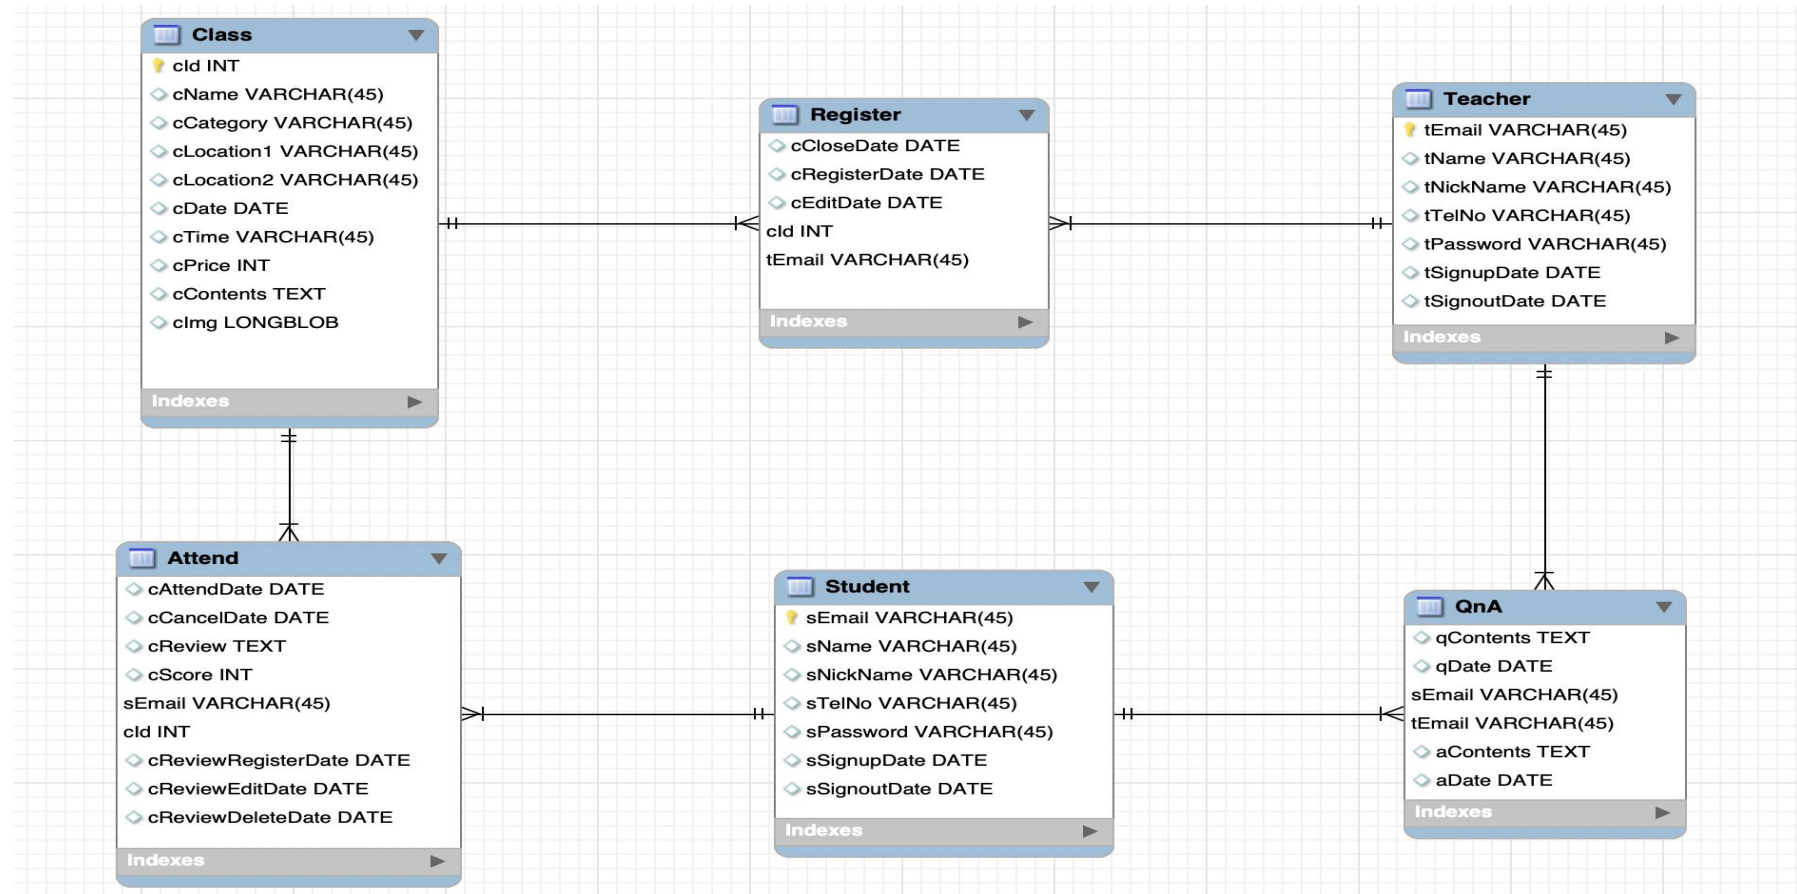 Class
cId INT
cName VARCHAR(45)
cCategory VARCHAR(45)
cLocation1 VARCHAR(45)
cLocation2 VARCHAR(45)
cDate DATE
cTime VARCHAR(45)
cPrice INT
cContents TEXT
cImg LONGBLOB
Indexes
Register
cCloseDate DATE
cRegisterDate DATE
cEditDate DATE
cId INT
tEmail VARCHAR(45)
Indexes
Teacher
tEmail VARCHAR(45)
tName VARCHAR(45)
tNickName VARCHAR(45)
tTelNo VARCHAR(45)
tPassword VARCHAR(45)
tSignupDate DATE
tSignoutDate DATE
Indexes
Attend
cAttendDate DATE
cCancelDate DATE
cReview TEXT
cScore INT
sEmail VARCHAR(45)
cId INT
cReviewRegisterDate DATE
cReviewEditDate DATE
cReviewDeleteDate DATE
Indexes
Student
sEmail VARCHAR(45)
sName VARCHAR(45)
sNickName VARCHAR(45)
sTelNo VARCHAR(45)
sPassword VARCHAR(45)
sSignupDate DATE
sSignoutDate DATE
Indexes
QnA
qContents TEXT
qDate DATE
sEmail VARCHAR(45)
tEmail VARCHAR(45)
aContents TEXT
aDate DATE
Indexes